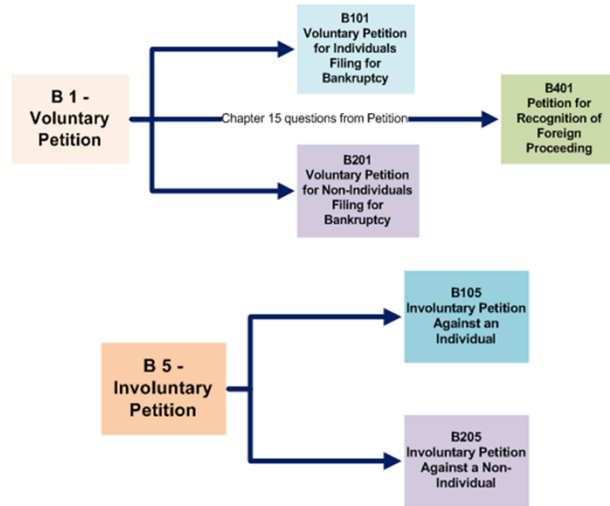 B101
Voluntary Petition
for Individuals
Filing for
Bankruptcy
B 1 -
Voluntary
Petition
Chapter 15 questions from Petition
B401
Petition for
Recognition of
Foreign
Proceeding
B201
Voluntary Petition
for Non-Individuals
Filing for
Bankruptcy
B105
Involuntary Petition
Against an
Individual
B 5 -
Involuntary
Petition
B205
Involuntary Petition
Against a Non-
Individual